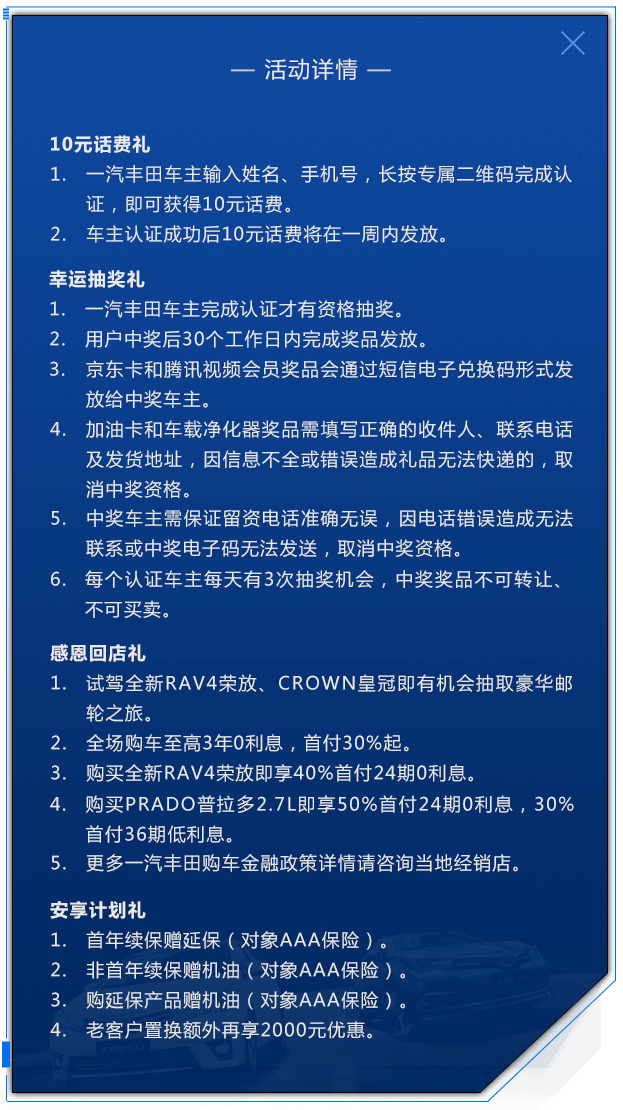 — 活动详情 —
10元话费礼
1. 一汽丰田车主输入姓名、手机号，长按专属二维码完成认
证，即可获得10元话费。
2. 车主认证成功后10元话费将在一周内发放。
幸运抽奖礼
1. 一汽丰田车主完成认证才有资格抽奖。
2. 用户中奖后30个工作日内完成奖品发放。
3. 京东卡和腾讯视频会员奖品会通过短信电子兑换码形式发
放给中奖车主。
4. 加油卡和车载净化器奖品需填写正确的收件人、联系电话
及发货地址，因信息不全或错误造成礼品无法快递的，取
消中奖资格。
5. 中奖车主需保证留资电话准确无误，因电话错误造成无法
联系或中奖电子码无法发送，取消中奖资格。
6. 每个认证车主每天有3次抽奖机会，中奖奖品不可转让、
不可买卖。
感恩回店礼
1. 试驾全新RAV4荣放、CROWN皇冠即有机会抽取豪华邮
轮之旅。
2. 全场购车至高3年0利息，首付30%起。
3. 购买全新RAV4荣放即享40%首付24期0利息。
4. 购买PRADO普拉多2.7L即享50%首付24期0利息，30%
首付36期低利息。
5. 更多一汽丰田购车金融政策详情请咨询当地经销店。
安享计划礼
1. 首年续保赠延保（对象AAA保险）。
2. 非首年续保赠机油（对象AAA保险）。
3. 购延保产品赠机油（对象AAA保险）。
4. 老客户置换额外再享2000元优惠。